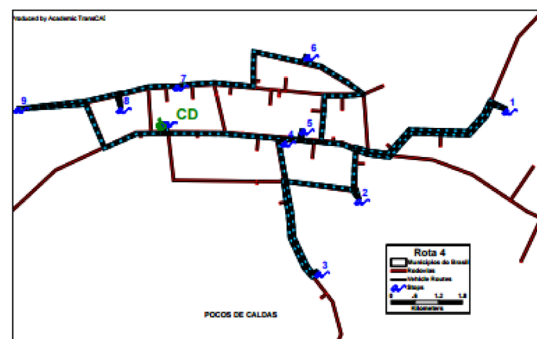 Produced by Academic TransCAD
6
7
9
8
CD
1
5
4
2
3
Rota 4
Municípios do Brasil
Rodovias
Vehicle Routes
Stops
0 .6 1.2 1.8
Kilometers
POCOS DE CALDAS